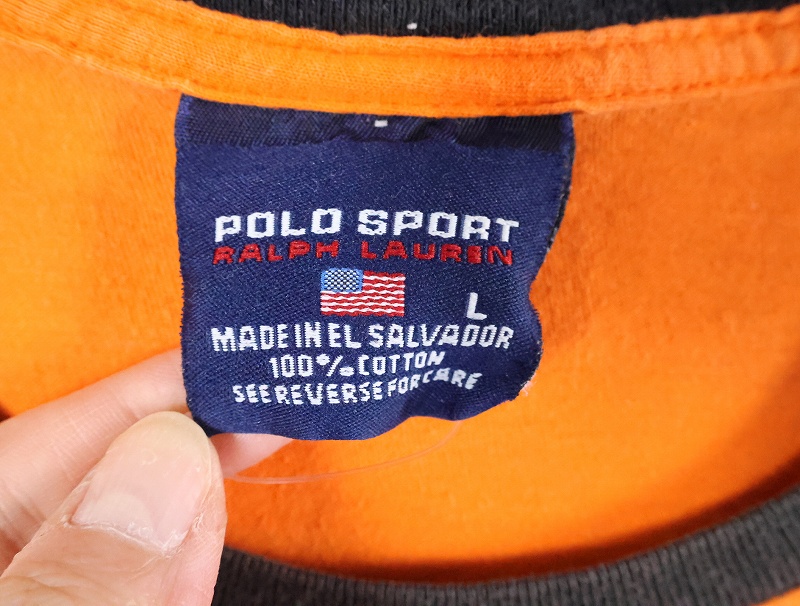 POLO SPORT
RALPH LAUREN
L
MADE IN EL SALVADOR
100% COTTON
SEE REVERSE FOR CARE